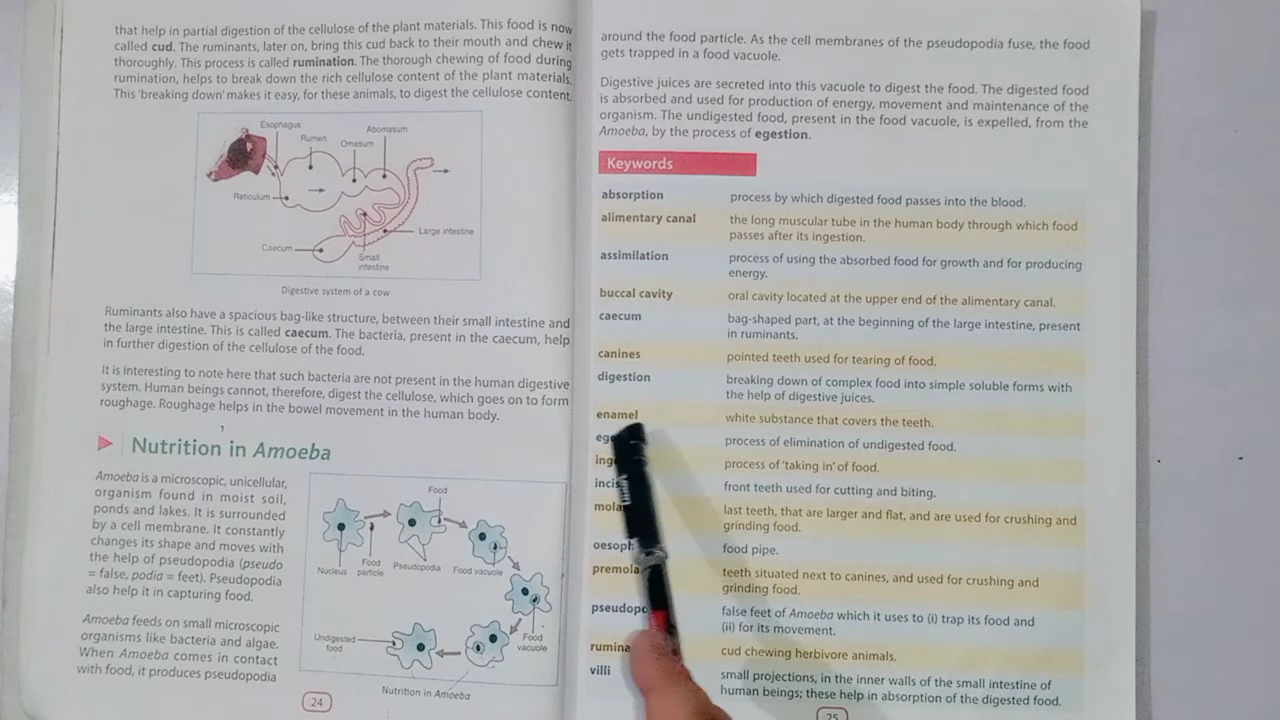 that help in partial digestion of the cellulose of the plant materials. This food is now
called cud. The ruminants, later on, bring this cud back to their mouth and chew it
thoroughly. This process is called rumination. The thorough chewing of food during
rumination, helps to break down the rich cellulose content of the plant materials.
This 'breaking down' makes it easy, for these animals, to digest the cellulose content.
Esophagus
Rumen
Omasum
Abomasum
Reticulum
Large intestine
Caecum
Small
intestine
Digestive system of a cow
Ruminants also have a spacious bag-like structure, between their small intestine and
the large intestine. This is called caecum. The bacteria, present in the caecum, help
in further digestion of the cellulose of the food.
It is interesting to note here that such bacteria are not present in the human digestive
system. Human beings cannot, therefore, digest the cellulose, which goes on to form
roughage. Roughage helps in the bowel movement in the human body.
Nutrition in Amoeba
Amoeba is a microscopic, unicellular,
organism found in moist soil,
ponds and lakes. It is surrounded
by a cell membrane. It constantly
changes its shape and moves with
the help of pseudopodia (pseudo
= false, podia = feet). Pseudopodia
also help it in capturing food.
Amoeba feeds on small microscopic
organisms like bacteria and algae.
When Amoeba comes in contact
with food, it produces pseudopodia
Food
Nucleus
Food
particle
Pseudopodia
Food vacuole
Undigested
food
Food
vacuole
Nutrition in Amoeba
24
around the food particle. As the cell membranes of the pseudopodia fuse, the food
gets trapped in a food vacuole.
Digestive juices are secreted into this vacuole to digest the food. The digested food
is absorbed and used for production of energy, movement and maintenance of the
organism. The undigested food, present in the food vacuole, is expelled, from the
Amoeba, by the process of egestion.
Keywords
absorption process by which digested food passes into the blood.
alimentary canal the long muscular tube in the human body through which food
passes after its ingestion.
assimilation process of using the absorbed food for growth and for producing
energy.
buccal cavity oral cavity located at the upper end of the alimentary canal.
caecum bag-shaped part, at the beginning of the large intestine, present
in ruminants.
canines pointed teeth used for tearing of food.
digestion breaking down of complex food into simple soluble forms with
the help of digestive juices.
enamel white substance that covers the teeth.
process of elimination of undigested food.
process of 'taking in' of food.
front teeth used for cutting and biting.
last teeth, that are larger and flat, and are used for crushing and
grinding food.
food pipe.
teeth situated next to canines, and used for crushing and
grinding food.
false feet of Amoeba which it uses to (i) trap its food and
(ii) for its movement.
cud chewing herbivore animals.
villi small projections, in the inner walls of the small intestine of
human beings; these help in absorption of the digested food.
25